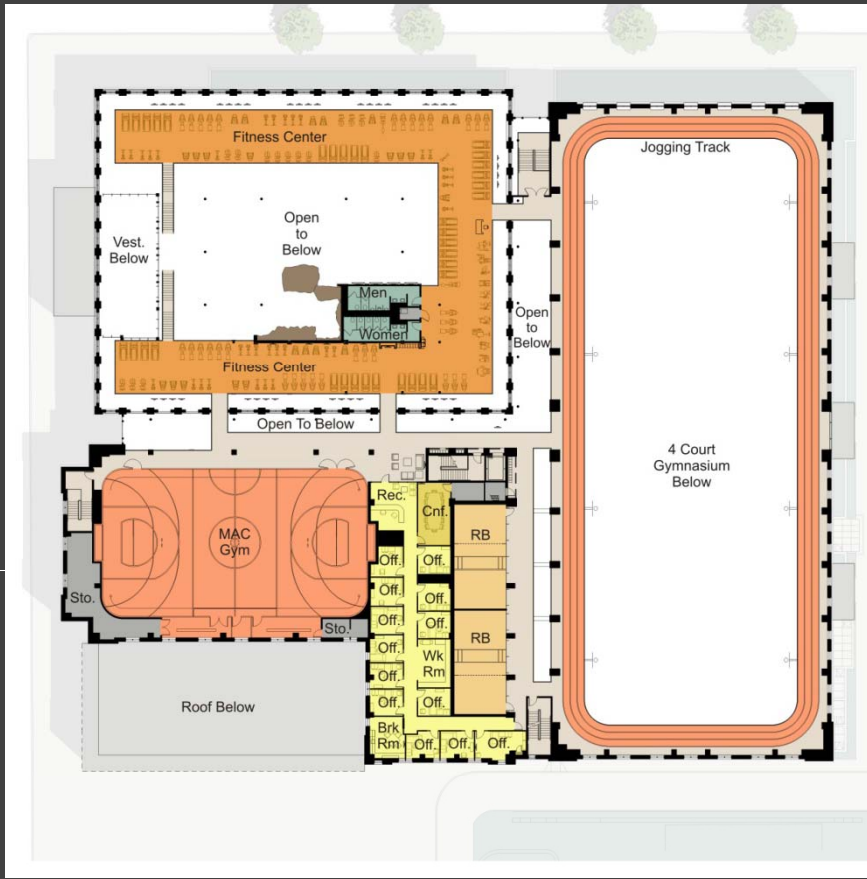 Fitness Center
Jogging Track
Open
to
Below
Vest.
Below
Men
Women
Open
to
Below
Fitness Center
Open To Below
4 Court
Gymnasium
Below
Rec.
Cnf.
MAC
Gym
RB
Off.
Off.
Off.
Off.
Sto.
Off.
Off.
Sto.
RB
Off.
Wk
Rm
Off.
Off.
Off.
Roof Below
Brk
Rm
Off.
Off.
Off.